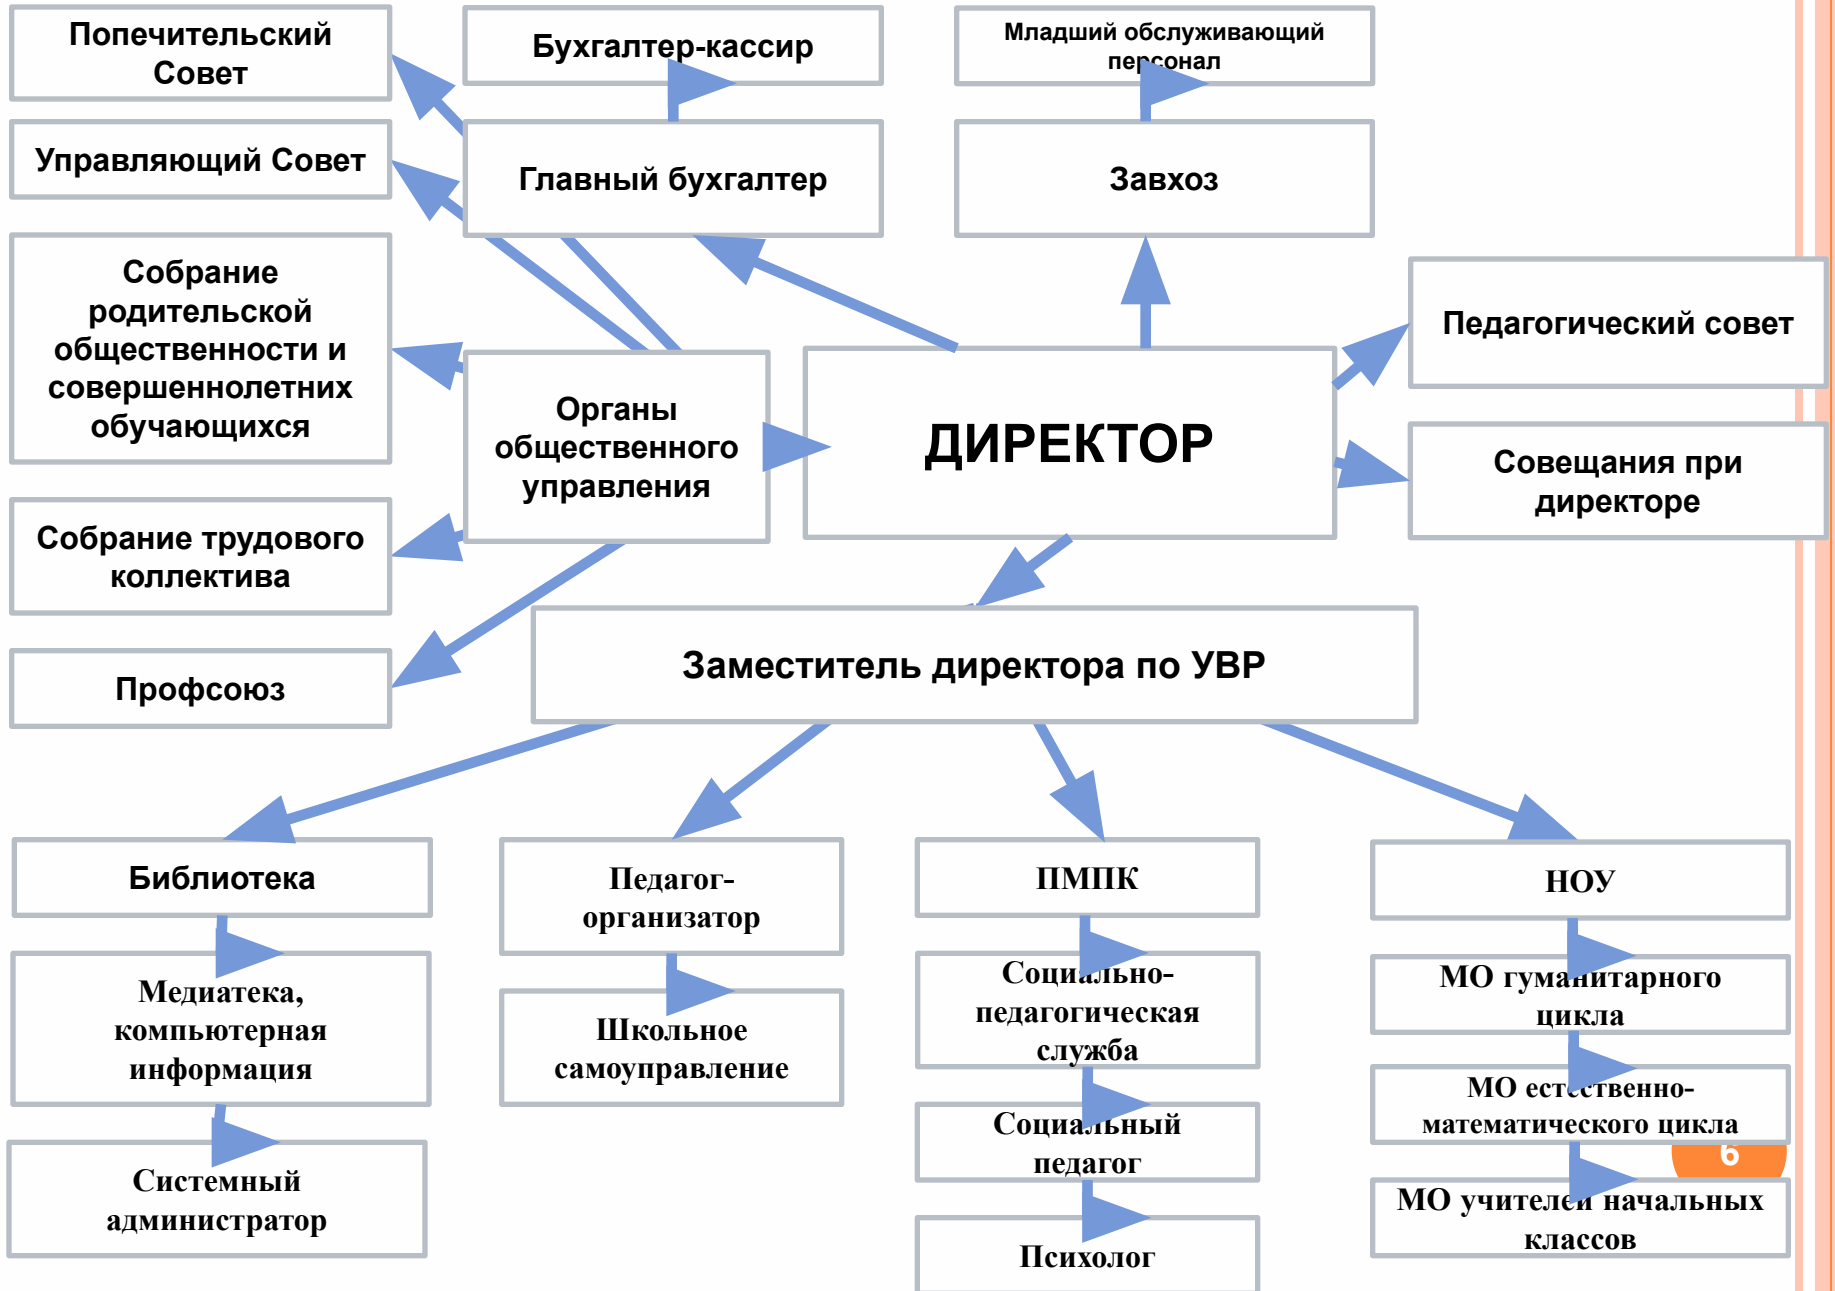 Попечительский
Совет
Бухгалтер-кассир
Младший обслуживающий
персонал
Управляющий Совет
Главный бухгалтер
Завхоз
Собрание
родительской
общественности и
совершеннолетних
обучающихся
Педагогический совет
Органы
общественного
управления
ДИРЕКТОР
Совещания при
директоре
Собрание трудового
коллектива
Профсоюз
Заместитель директора по УВР
Библиотека
Педагог-
организатор
ПМПК
НОУ
Медиатека,
компьютерная
информация
Школьное
самоуправление
Социально-
педагогическая
служба
МО гуманитарного
цикла
Системный
администратор
Социальный
педагог
МО естественно-
математического цикла
6
Психолог
МО учителей начальных
классов